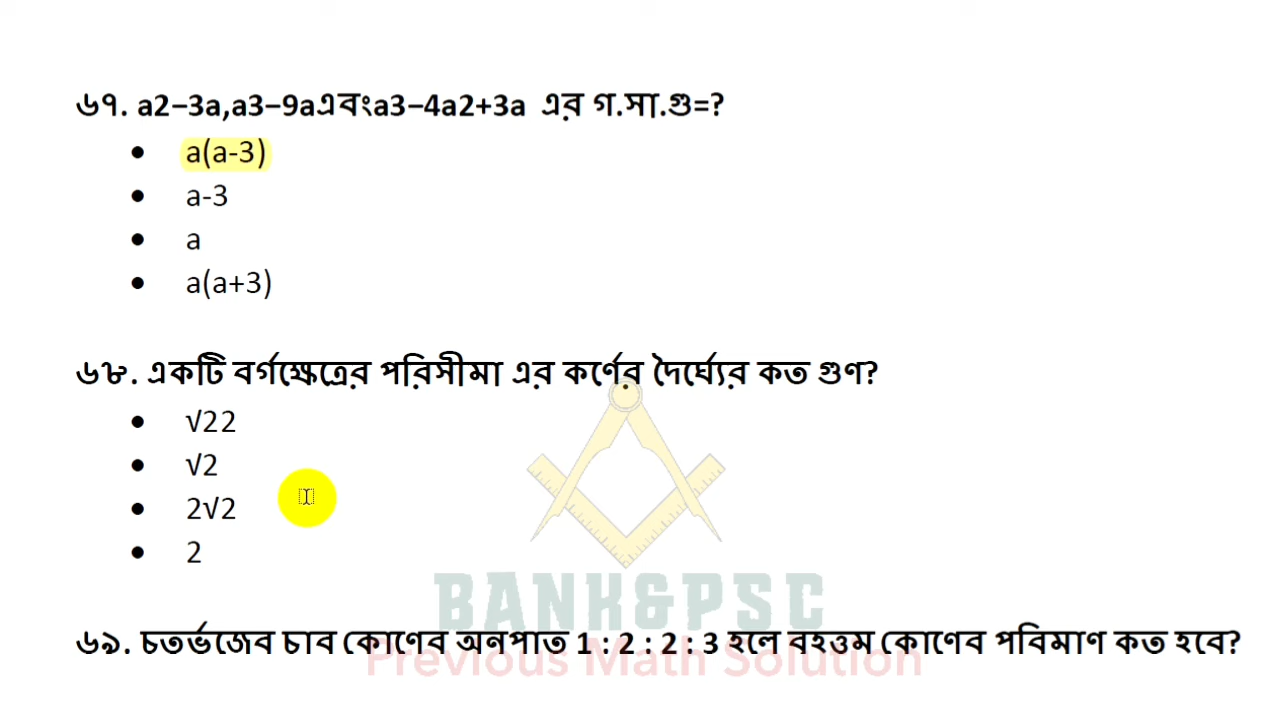 ৬৭. a2−3a,a3−9aএবংa3−4a2+3a এর গ.সা.গু=?
• a(a-3)
• a-3
• a
• a(a+3)
৬৮. একটি বর্গক্ষেত্রের পরিসীমা এর কর্ণের দৈর্ঘ্যের কত গুণ?
• √22
• √2
• 2√2
• 2
BANK&PSC
৬৯. চতুর্ভুজের চার কোণের অনুপাত 1 : 2 : 2 : 3 হলে বৃহত্তম কোণের পরিমাণ কত হবে?
Previous Math Solution